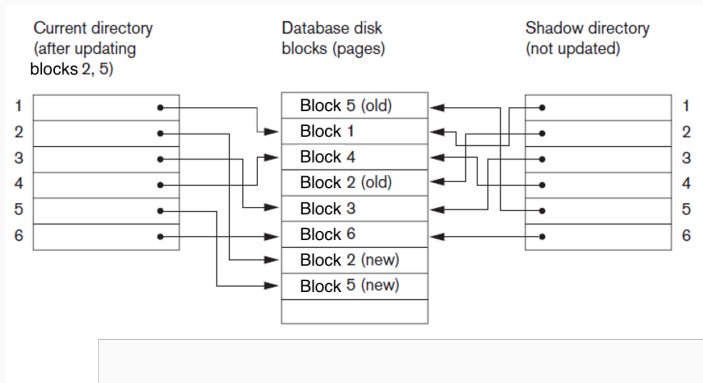 Current directory
(after updating
blocks 2, 5)
Database disk
blocks (pages)
Shadow directory
(not updated)
1
2
3
4
5
6
Block 5 (old)
Block 1
Block 4
Block 2 (old)
Block 3
Block 6
Block 2 (new)
Block 5 (new)
1
2
3
4
5
6